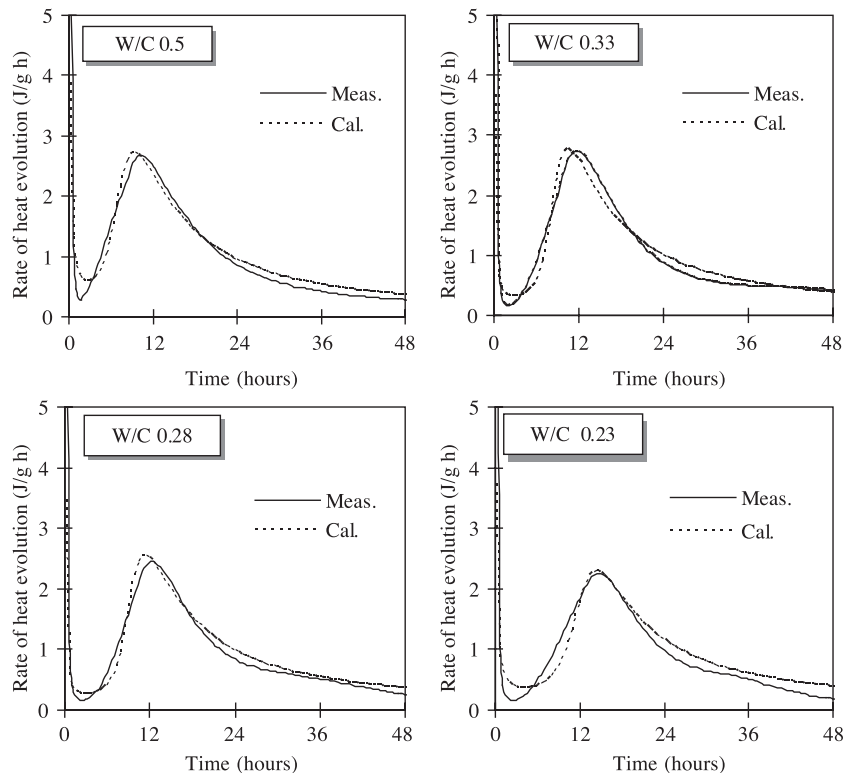 W/C 0.5
Rate of heat evolution (J/g h)
5
4
3
2
1
0
Meas.
Cal.
0 12 24 36 48
Time (hours)
W/C 0.33
Rate of heat evolution (J/g h)
5
4
3
2
1
0
Meas.
Cal.
0 12 24 36 48
Time (hours)
W/C 0.28
Rate of heat evolution (J/g h)
5
4
3
2
1
0
Meas.
Cal.
0 12 24 36 48
Time (hours)
W/C 0.23
Rate of heat evolution (J/g h)
5
4
3
2
1
0
Meas.
Cal.
0 12 24 36 48
Time (hours)